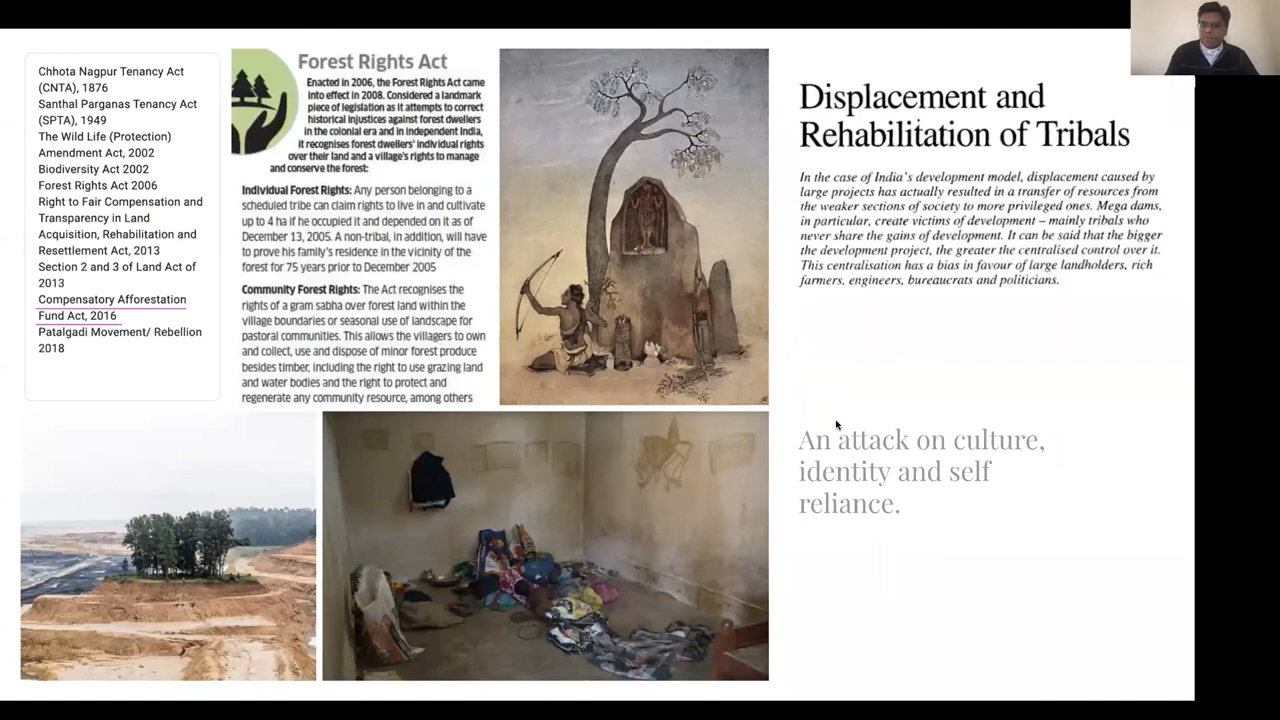 Chhota Nagpur Tenancy Act
(CNTA), 1876
Santhal Parganas Tenancy Act
(SPTA), 1949
The Wild Life (Protection)
Amendment Act, 2002
Biodiversity Act 2002
Forest Rights Act 2006
Right to Fair Compensation and
Transparency in Land
Acquisition, Rehabilitation and
Resettlement Act, 2013
Section 2 and 3 of Land Act of
2013
Compensatory Afforestation
Fund Act, 2016
Patalgadi Movement/ Rebellion
2018
Forest Rights Act
Enacted in 2006, the Forest Rights Act came
into effect in 2008. Considered a landmark
piece of legislation as it attempts to correct
historical injustices against forest dwellers
in the colonial era and in independent India,
it recognises forest dwellers' individual rights
over their land and a village's rights to manage
and conserve the forest:
Individual Forest Rights: Any person belonging to a
scheduled tribe can claim rights to live in and cultivate
up to 4 ha if he occupied it and depended on it as of
December 13, 2005. A non-tribal, in addition, will have
to prove his family's residence in the vicinity of the
forest for 75 years prior to December 2005
Community Forest Rights: The Act recognises the
rights of a gram sabha over forest land within the
village boundaries or seasonal use of landscape for
pastoral communities. This allows the villagers to own
and collect, use and dispose of minor forest produce
besides timber, including the right to use grazing land
and water bodies and the right to protect and
regenerate any community resource, among others
Displacement and
Rehabilitation of Tribals
In the case of India's development model, displacement caused by
large projects has actually resulted in a transfer of resources from
the weaker sections of society to more privileged ones. Mega dams,
in particular, create victims of development – mainly tribals who
never share the gains of development. It can be said that the bigger
the development project, the greater the centralised control over it.
This centralisation has a bias in favour of large landholders, rich
farmers, engineers, bureaucrats and politicians.
An attack on culture,
identity and self
reliance.